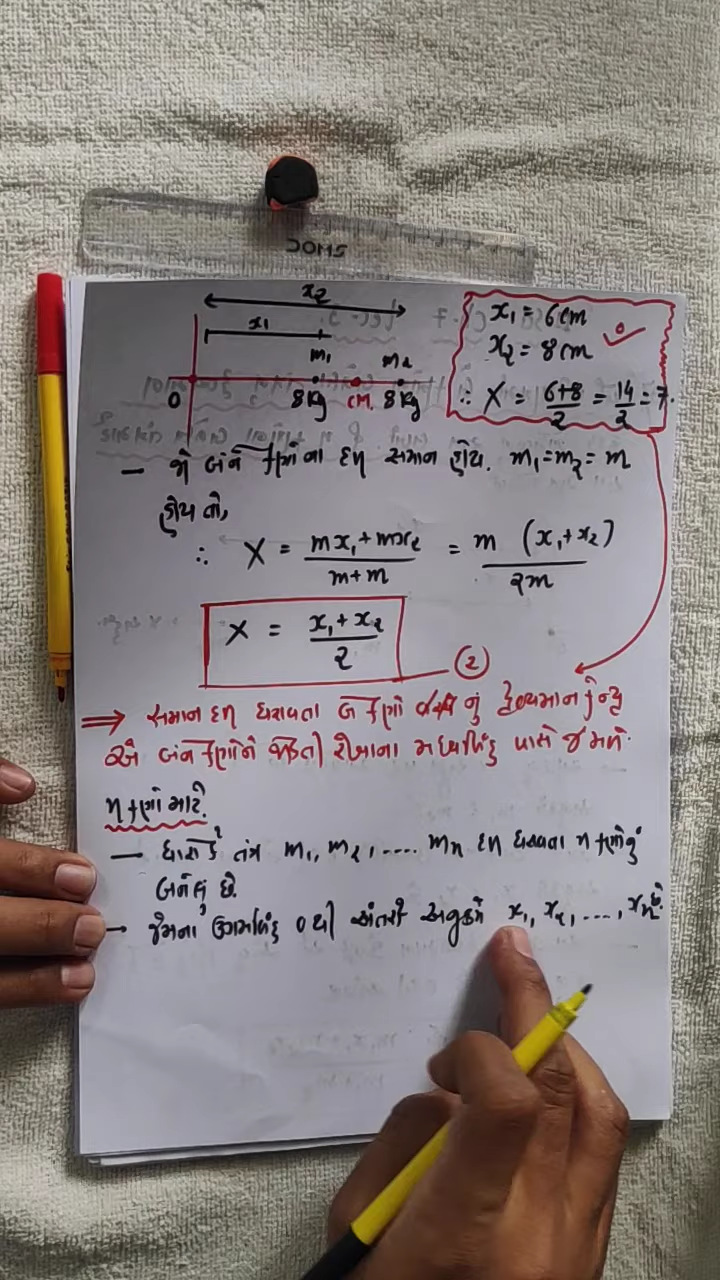 30MS
x₂
x₁
m₁ m₂
0 8Kg CM. 8Kg
x₁ = 6cm
x₂ = 8cm
∴ X = 6+8/2 = 14/2 = 7.
— જો બંને કણોના દળ સમાન હોય. m₁=m₂=m
હોય તો,
∴ X = mx₁+mx₂/m+m = m (x₁+x₂)/2m
X = x₁+x₂/2
②
⇒ સમાન દળ ધરાવતા બે કણો નું દ્રવ્યમાન કેન્દ્ર
એ બંને કણોને જોડતી રેખાના મધ્યબિંદુ પાસે જ મળે.
n કણો માટે.
— ધારો કે તંત્ર m₁, m₂, .... mₙ દળ ધરાવતા n કણોનું
બનેલું છે.
→ જેમના ઉગમબિંદુ 0 થી અંતરો અનુક્રમે x₁, x₂, ..., xₙ છે.